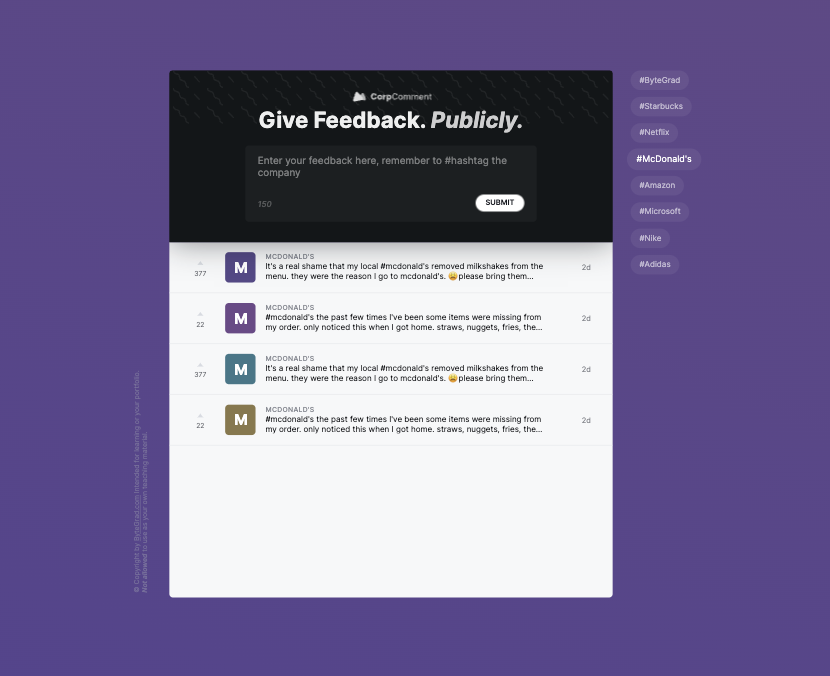 CorpComment
Give Feedback. Publicly.
Enter your feedback here, remember to #hashtag the
company
150
SUBMIT
377
M
MCDONALD'S
It's a real shame that my local #mcdonald's removed milkshakes from the
menu. they were the reason I go to mcdonald's. 😩please bring them...
2d
22
M
MCDONALD'S
#mcdonald's the past few times I've been some items were missing from
my order. only noticed this when I got home. straws, nuggets, fries, the...
2d
377
M
MCDONALD'S
It's a real shame that my local #mcdonald's removed milkshakes from the
menu. they were the reason I go to mcdonald's. 😩please bring them...
2d
22
M
MCDONALD'S
#mcdonald's the past few times I've been some items were missing from
my order. only noticed this when I got home. straws, nuggets, fries, the...
2d
#ByteGrad
#Starbucks
#Netflix
#McDonald's
#Amazon
#Microsoft
#Nike
#Adidas
© Copyright by ByteGrad.com Intended for learning or your portfolio.
Not allowed to use as your own teaching material.